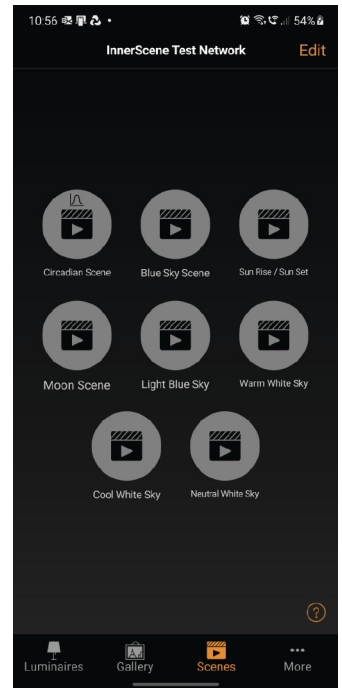 10:56
54%
InnerScene Test Network
Edit
Circadian Scene
Blue Sky Scene
Sun Rise / Sun Set
Moon Scene
Light Blue Sky
Warm White Sky
Cool White Sky
Neutral White Sky
?
Luminaires
Gallery
Scenes
More